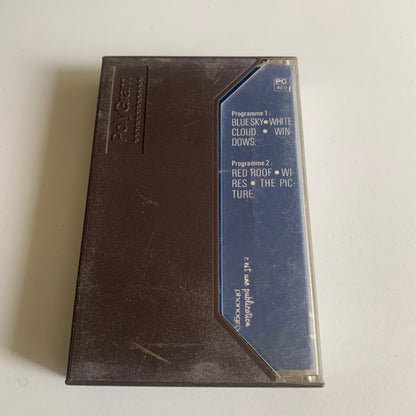 PolyGram
PG
Programme 1 :
BLUE SKY • WHITE
CLOUD • WIN
DOWS.
Programme 2 :
RED ROOF • WI-
RES • THE PIC-
TURE.
c'est une publication
phonogram